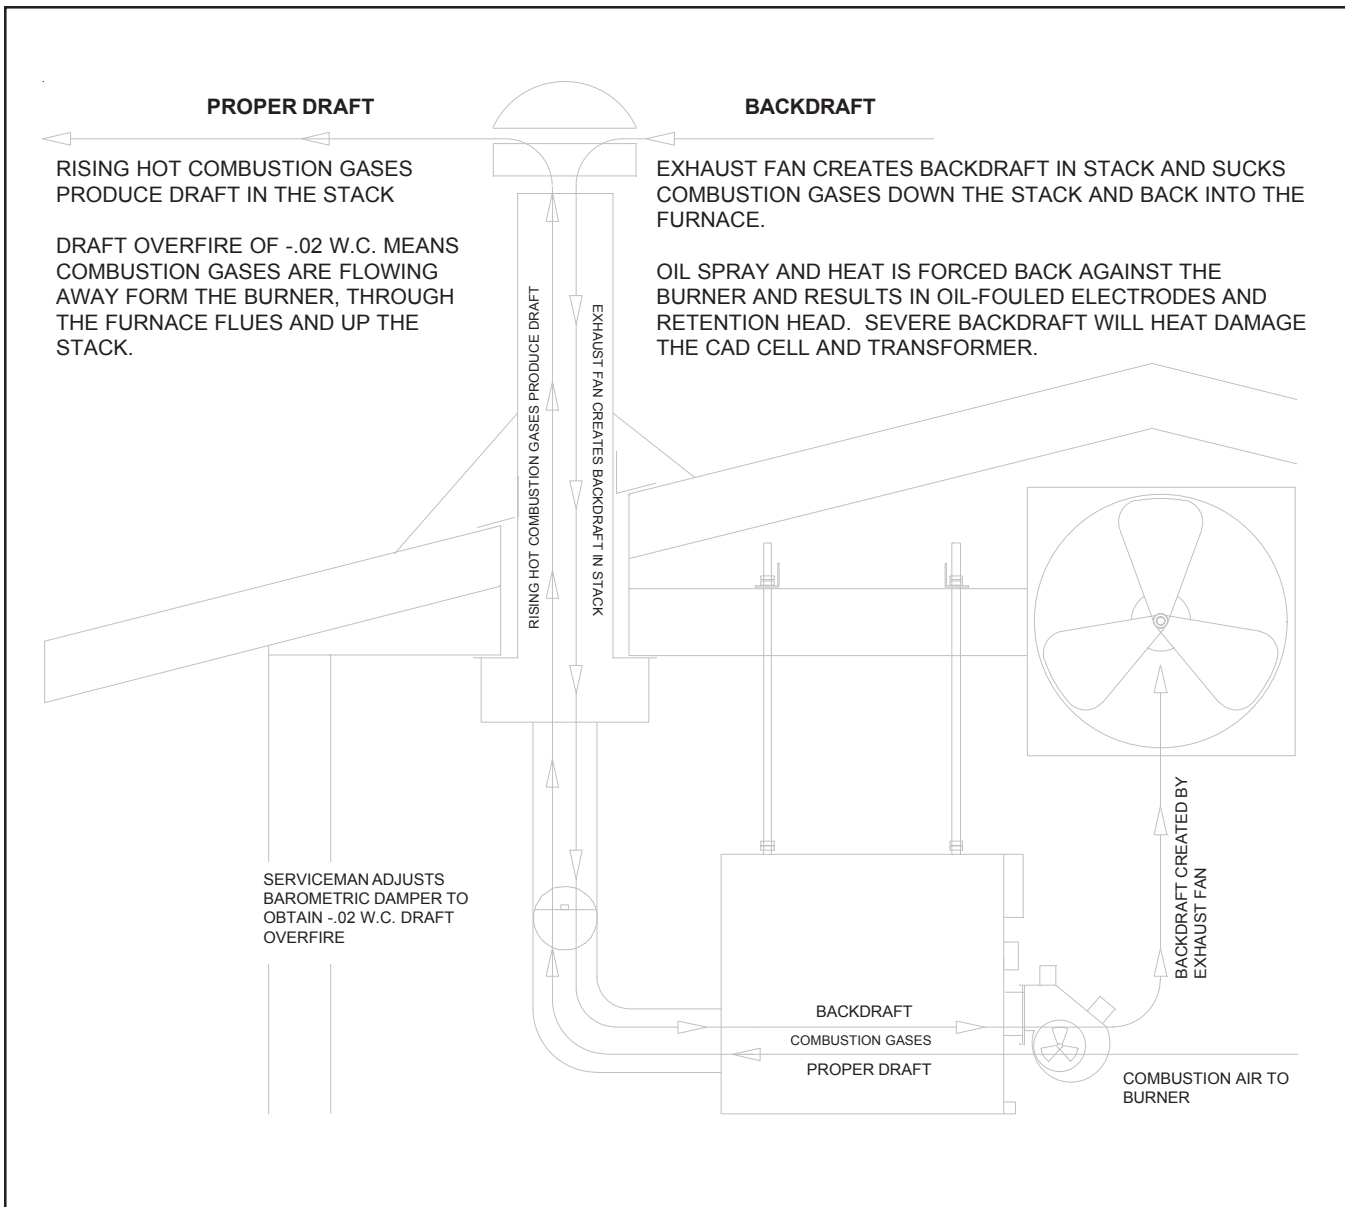 PROPER DRAFT
RISING HOT COMBUSTION GASES
PRODUCE DRAFT IN THE STACK
DRAFT OVERFIRE OF -.02 W.C. MEANS
COMBUSTION GASES ARE FLOWING
AWAY FORM THE BURNER, THROUGH
THE FURNACE FLUES AND UP THE
STACK.
BACKDRAFT
EXHAUST FAN CREATES BACKDRAFT IN STACK AND SUCKS
COMBUSTION GASES DOWN THE STACK AND BACK INTO THE
FURNACE.
OIL SPRAY AND HEAT IS FORCED BACK AGAINST THE
BURNER AND RESULTS IN OIL-FOULED ELECTRODES AND
RETENTION HEAD. SEVERE BACKDRAFT WILL HEAT DAMAGE
THE CAD CELL AND TRANSFORMER.
RISING HOT COMBUSTION GASES PRODUCE DRAFT
EXHAUST FAN CREATES BACKDRAFT IN STACK
SERVICEMAN ADJUSTS
BAROMETRIC DAMPER TO
OBTAIN -.02 W.C. DRAFT
OVERFIRE
BACKDRAFT CREATED BY
EXHAUST FAN
BACKDRAFT
COMBUSTION GASES
PROPER DRAFT
COMBUSTION AIR TO
BURNER